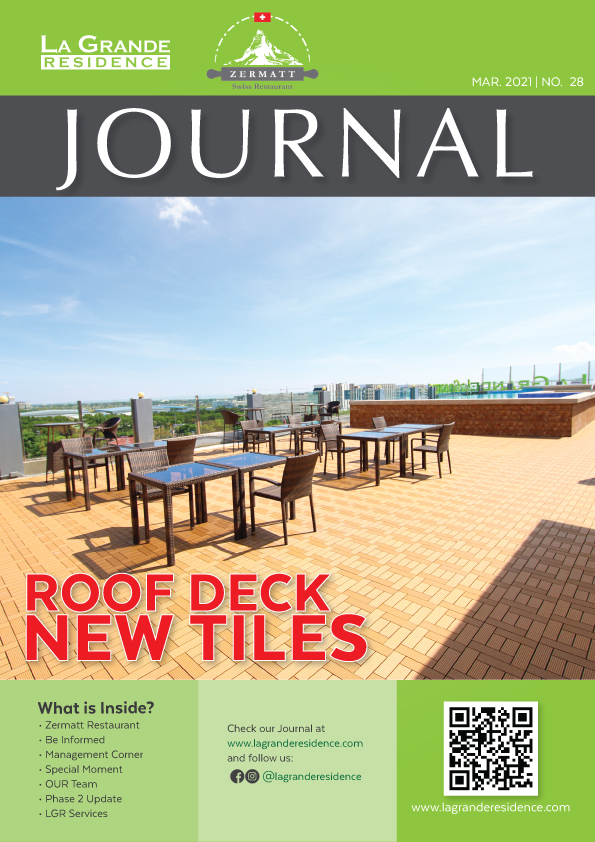 LA GRANDE
RESIDENCE
ZERMATT
Swiss Restaurant
MAR. 2021 | NO. 28
JOURNAL
ROOF DECK
NEW TILES
What is Inside?
• Zermatt Restaurant
• Be Informed
• Management Corner
• Special Moment
• OUR Team
• Phase 2 Update
• LGR Services
Check our Journal at
www.lagranderesidence.com
and follow us:
@lagranderesidence
www.lagranderesidence.com